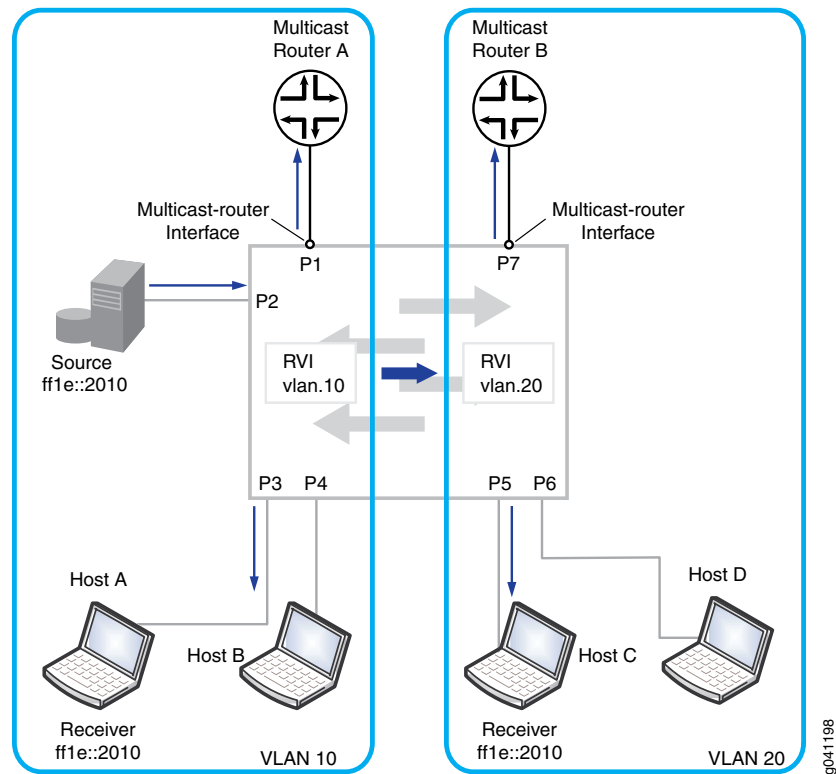 Multicast
Router A
Multicast
Router B
Multicast-router
Interface
Multicast-router
Interface
P1
P7
P2
Source
ff1e::2010
RVI
vlan.10
RVI
vlan.20
P3
P4
P5
P6
Host A
Host B
Host C
Host D
Receiver
ff1e::2010
VLAN 10
Receiver
ff1e::2010
VLAN 20
g041198